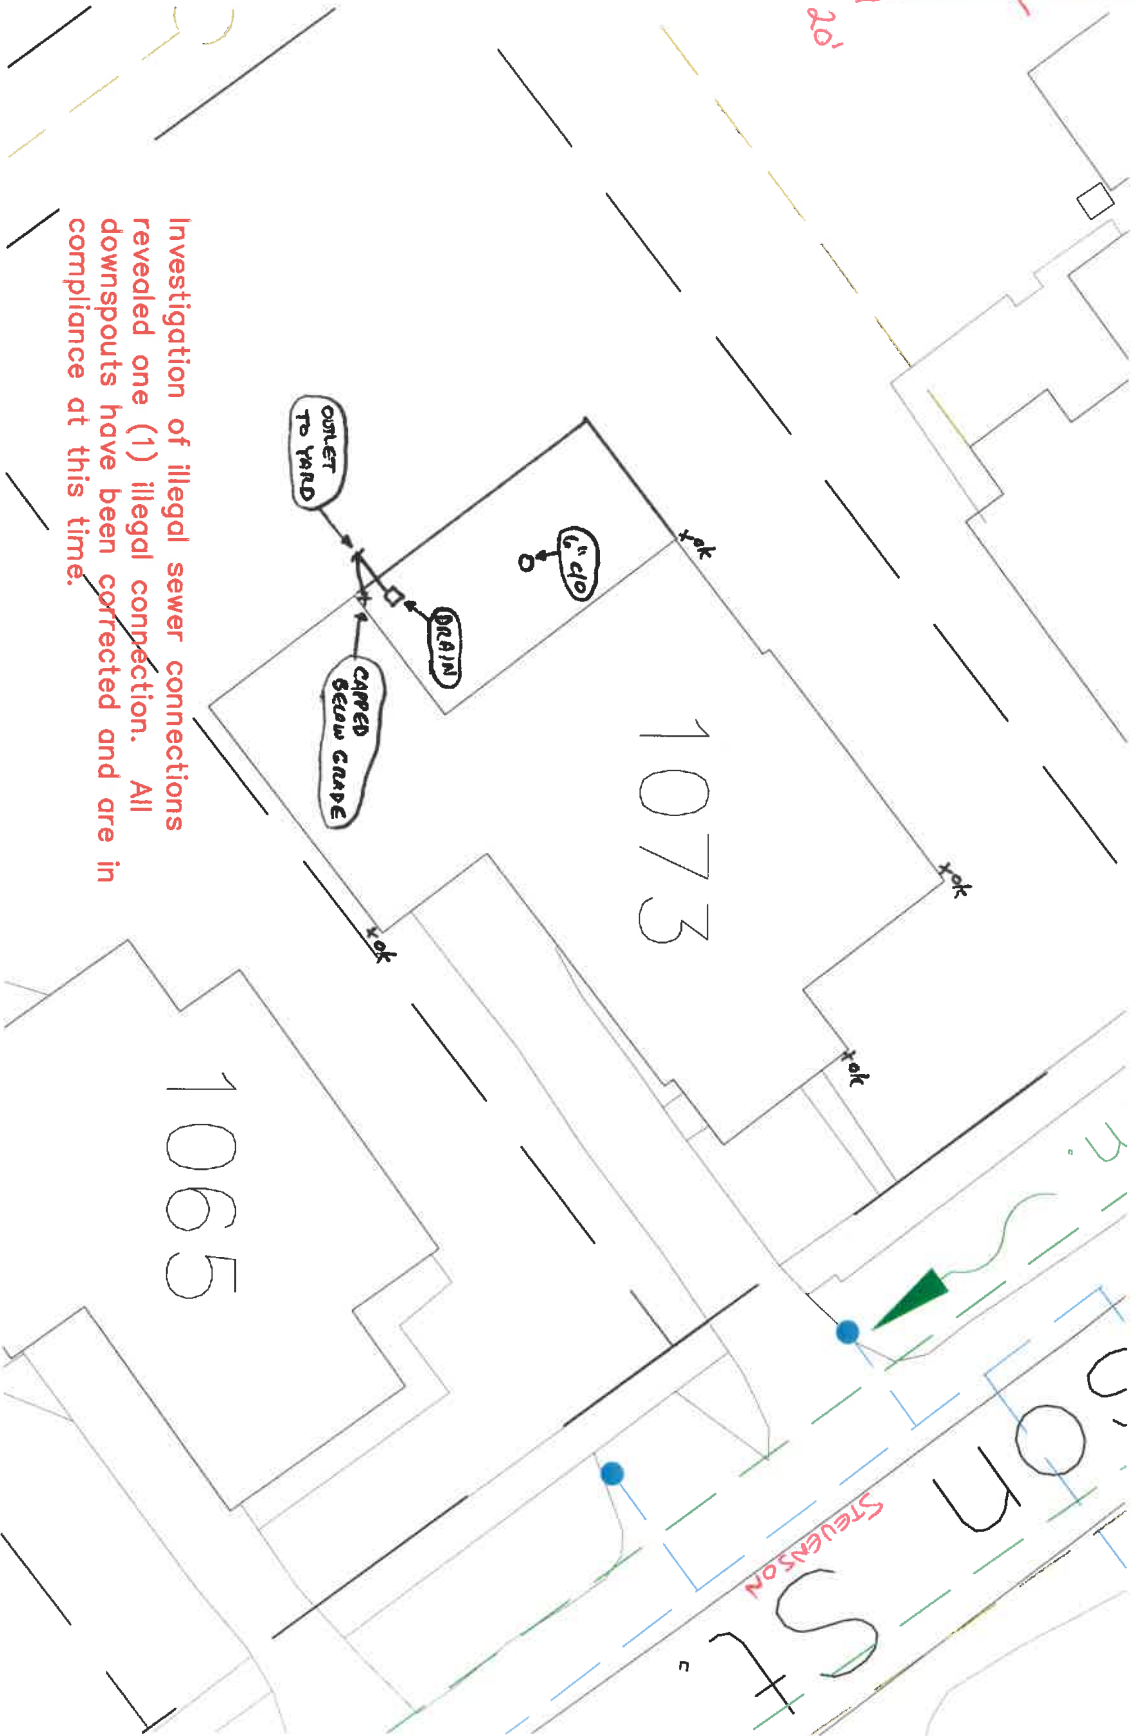 20'
Investigation of illegal sewer connections
revealed one (1) illegal connection. All
downspouts have been corrected and are in
compliance at this time.
OUTLET
TO YARD
6" c/o
DRAIN
CAPPED
BELOW GRADE
ok
ok
ok
ok
1073
1065
n.
on St.
STEVENSON